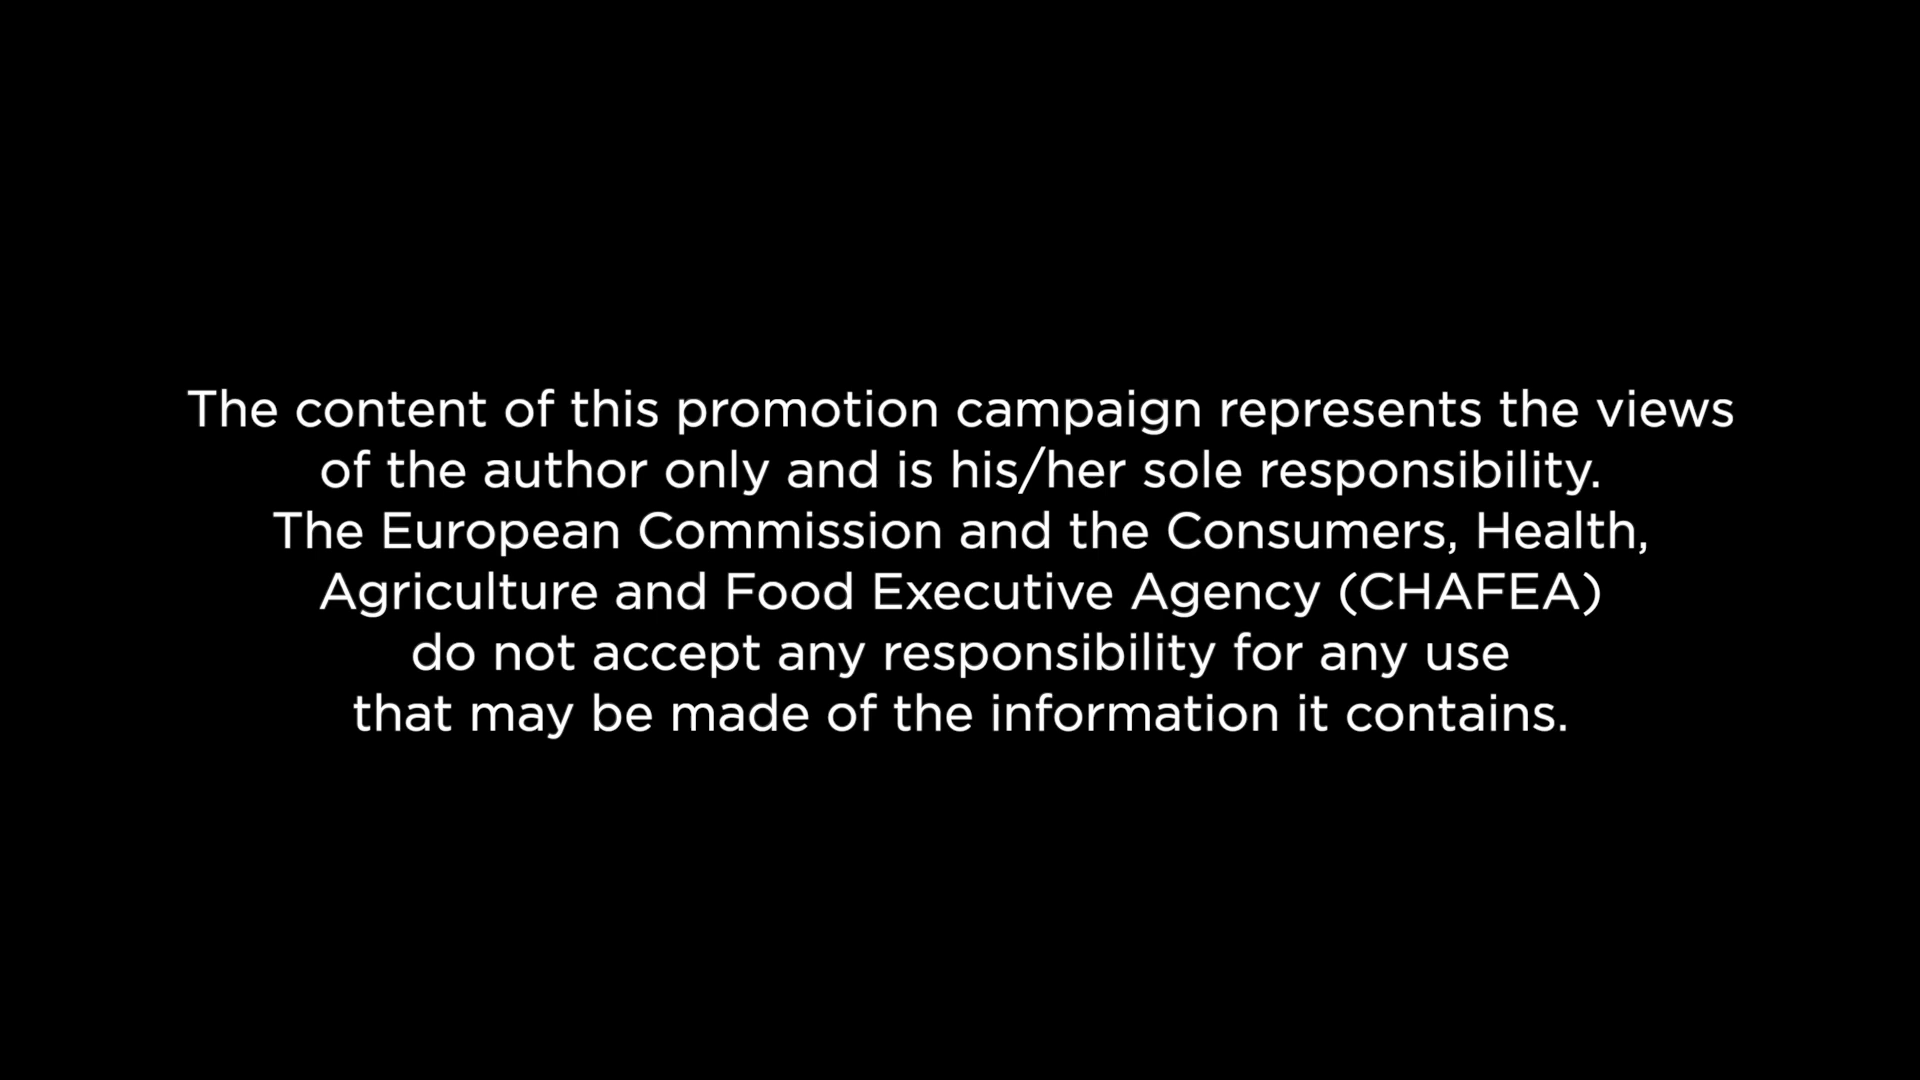 The content of this promotion campaign represents the views
of the author only and is his/her sole responsibility.
The European Commission and the Consumers, Health,
Agriculture and Food Executive Agency (CHAFEA)
do not accept any responsibility for any use
that may be made of the information it contains.